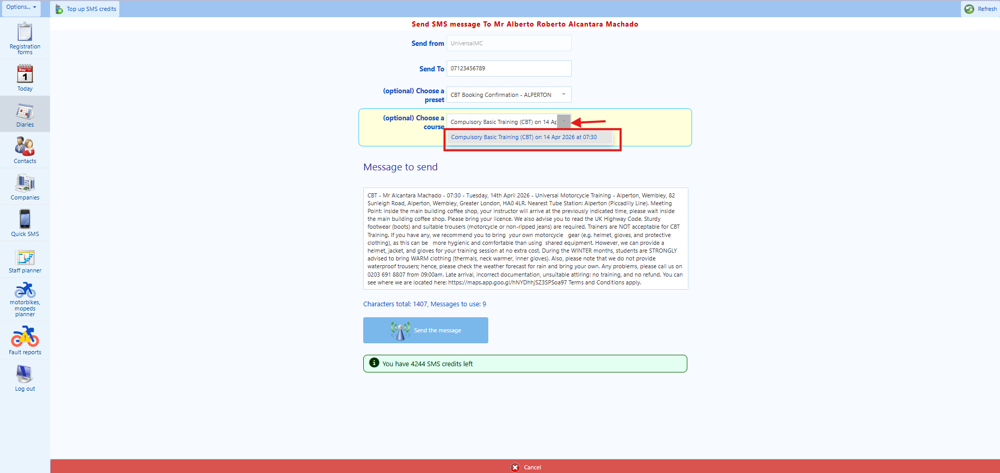 Options...
Top up SMS credits
Refresh
Send SMS message To Mr Alberto Roberto Alcantara Machado
Registration
forms
Day
1
Today
Diaries
Contacts
Companies
Quick SMS
Staff planner
motorbikes,
mopeds
planner
Fault reports
Log out
Send from
UniversalMC
Send To
07123456789
(optional) Choose a
preset
CBT Booking Confirmation - ALPERTON
(optional) Choose a
course
Compulsory Basic Training (CBT) on 14 Ap
Compulsory Basic Training (CBT) on 14 Apr 2026 at 07:30
Message to send
CBT - Mr Alcantara Machado - 07:30 - Tuesday, 14th April 2026 - Universal Motorcycle Training - Alperton, Wembley, 82
Sunleigh Road, Alperton, Wembley, Greater London, HA0 4LR. Nearest Tube Station: Alperton (Piccadilly Line). Meeting
Point: inside the main building coffee shop, your instructor will arrive at the previously indicated time, please wait inside
the main building coffee shop. Please bring your licence. We also advise you to read the UK Highway Code. Sturdy
footwear (boots) and suitable trousers (motorcycle or non-ripped jeans) are required. Trainers are NOT acceptable for CBT
Training. If you have any, we recommend you to bring  your own motorcycle   gear (e.g. helmet, gloves, and protective
clothing), as this can be   more hygienic and comfortable than using  shared equipment. However, we can provide a
helmet, jacket, and gloves for your training session at no extra cost. During the WINTER months, students are STRONGLY
advised to bring WARM clothing (thermals, neck warmer, inner gloves). Also, please note that we do not provide
waterproof trousers; hence, please check the weather forecast for rain and bring your own. Any problems, please call us on
0203 691 8807 from 09:00am. Late arrival, incorrect documentation, unsuitable attiring: no training, and no refund. You can
see where we are located here: https://maps.app.goo.gl/hNYDhhjSZ3SPSoa97 Terms and Conditions apply.
Characters total: 1407, Messages to use: 9
Send the message
You have 4244 SMS credits left
Cancel